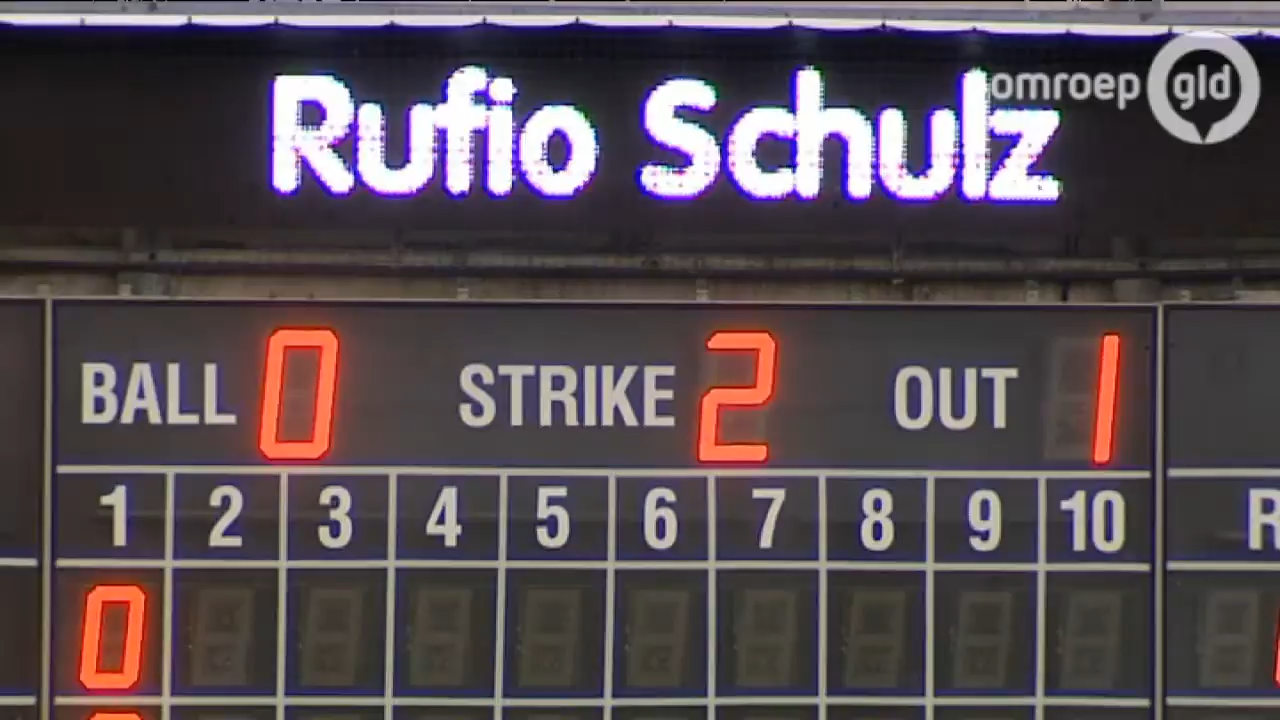 Rufio Schulz
omroep gld
BALL 0 STRIKE 2 OUT 1
1 2 3 4 5 6 7 8 9 10 R
0